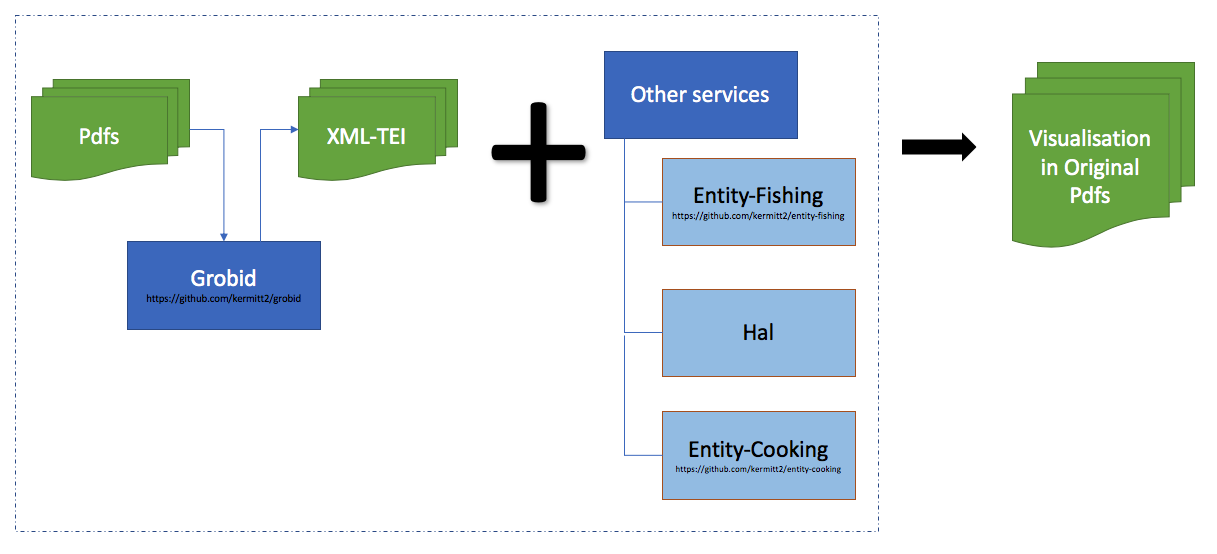 Pdfs
XML-TEI
Grobid
https://github.com/kermitt2/grobid
Other services
Entity-Fishing
https://github.com/kermitt2/entity-fishing
Hal
Entity-Cooking
https://github.com/kermitt2/entity-cooking
Visualisation
in Original
Pdfs